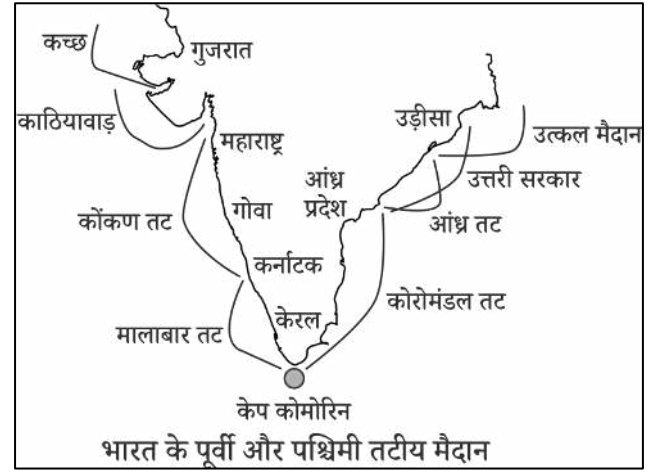 कच्छ
गुजरात
काठियावाड़
महाराष्ट्र
उड़ीसा
उत्कल मैदान
उत्तरी सरकार
आंध्र
प्रदेश
आंध्र तट
गोवा
कोंकण तट
कर्नाटक
कोरोमंडल तट
केरल
मालाबार तट
केप कोमोरिन
भारत के पूर्वी और पश्चिमी तटीय मैदान